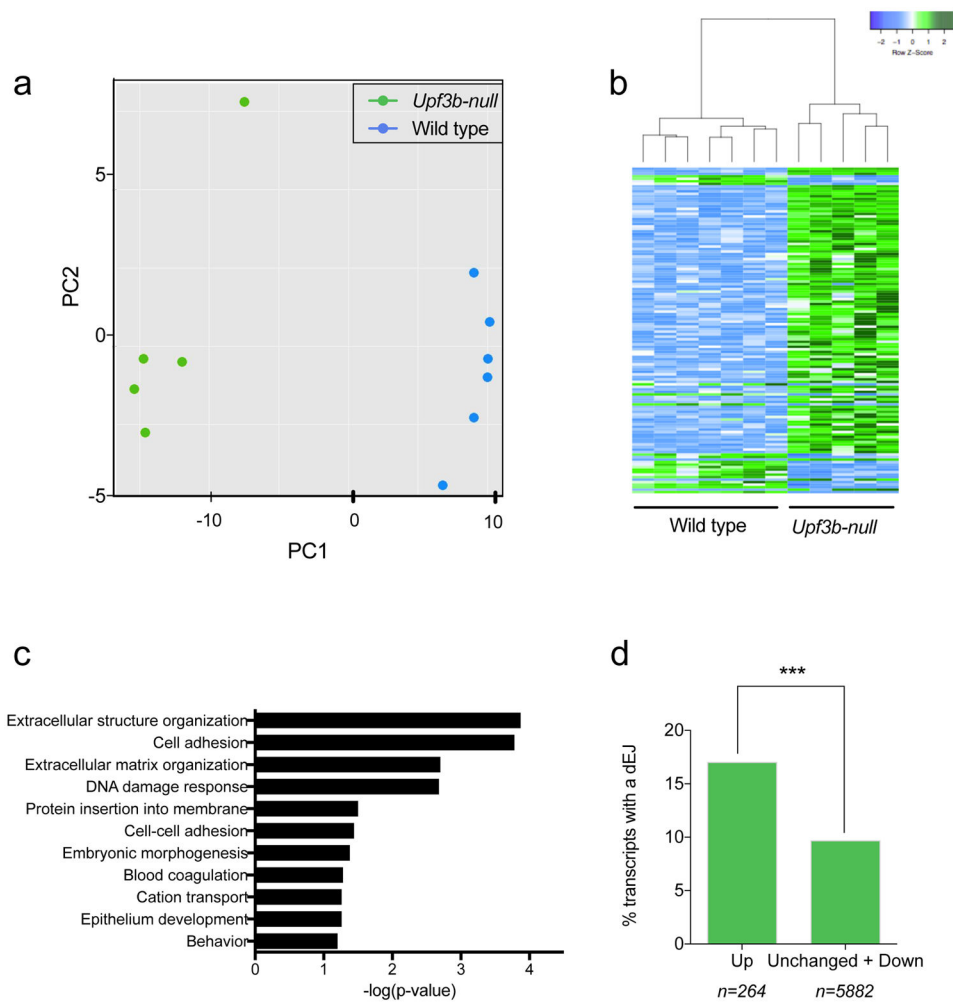 -2 -1 0 1 2
Row Z-Score
a
Upf3b-null
Wild type
5
0
-5
PC2
-10 0 10
PC1
b
Wild type Upf3b-null
c
Extracellular structure organization
Cell adhesion
Extracellular matrix organization
DNA damage response
Protein insertion into membrane
Cell-cell adhesion
Embryonic morphogenesis
Blood coagulation
Cation transport
Epithelium development
Behavior
0 1 2 3 4
-log(p-value)
d
***
20
15
10
5
0
% transcripts with a dEJ
Up Unchanged + Down
n=264 n=5882